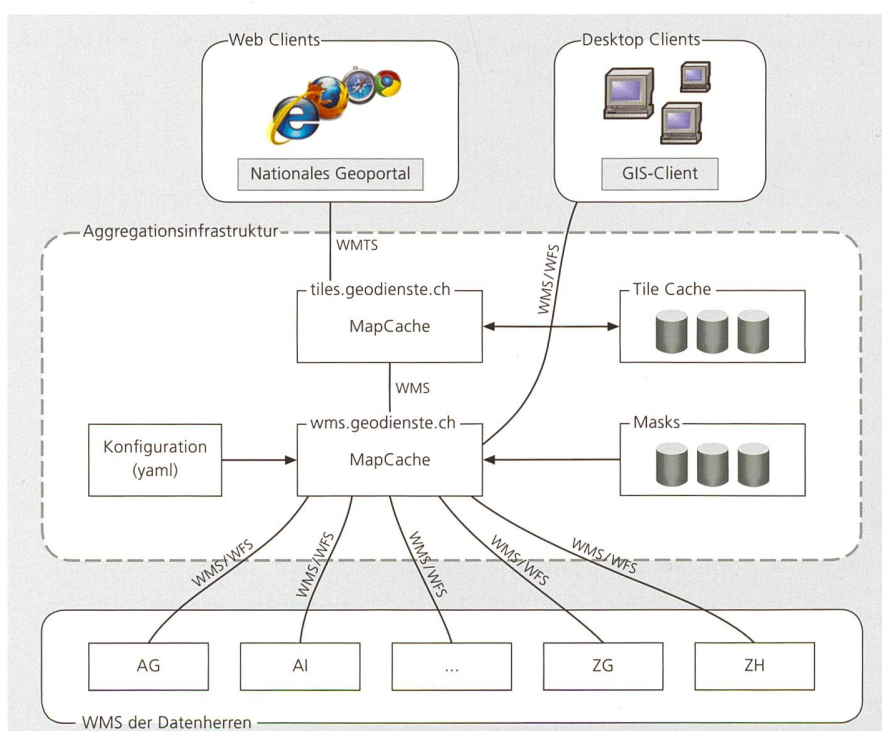 Web Clients
Nationales Geoportal
Desktop Clients
GIS-Client
Aggregationsinfrastruktur
WMTS
WMS/WFS
tiles.geodienste.ch
MapCache
Tile Cache
WMS
wms.geodienste.ch
MapCache
Konfiguration
(yaml)
Masks
WMS/WFS
WMS/WFS
WMS/WFS
WMS/WFS
WMS/WFS
AG
AI
...
ZG
ZH
WMS der Datenherren